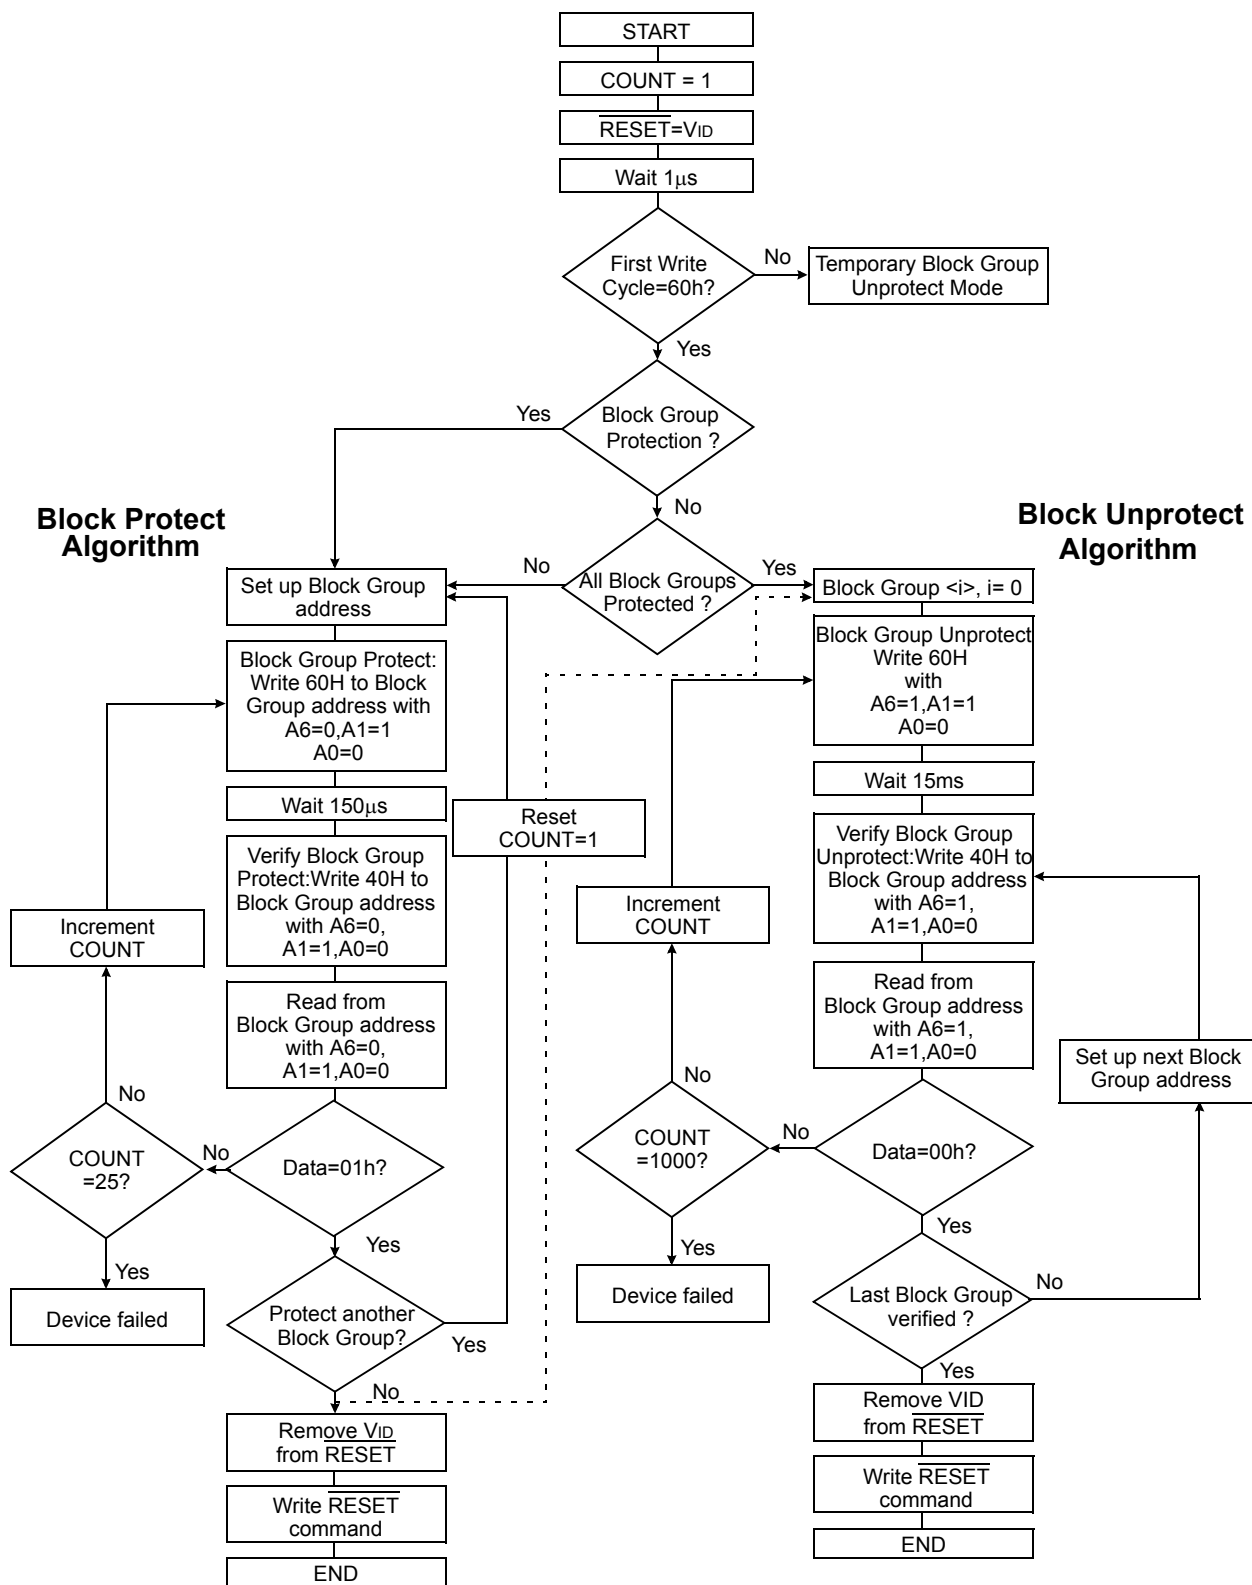 START
COUNT = 1
RESET=VID
Wait 1μs
First Write
Cycle=60h?
No
Temporary Block Group
Unprotect Mode
Yes
Block Group
Protection ?
Yes
No
Block Protect
Algorithm
Block Unprotect
Algorithm
All Block Groups
Protected ?
No
Yes
Set up Block Group
address
Block Group Protect:
Write 60H to Block
Group address with
A6=0,A1=1
A0=0
Wait 150μs
Reset
COUNT=1
Verify Block Group
Protect:Write 40H to
Block Group address
with A6=0,
A1=1,A0=0
Increment
COUNT
Read from
Block Group address
with A6=0,
A1=1,A0=0
No
COUNT
=25?
No
Data=01h?
Yes
Yes
Device failed
Protect another
Block Group?
Yes
No
Remove VID
from RESET
Write RESET
command
END
Block Group <i>, i= 0
Block Group Unprotect
Write 60H
with
A6=1,A1=1
A0=0
Wait 15ms
Verify Block Group
Unprotect:Write 40H to
Block Group address
with A6=1,
A1=1,A0=0
Increment
COUNT
Read from
Block Group address
with A6=1,
A1=1,A0=0
Set up next Block
Group address
No
COUNT
=1000?
No
Data=00h?
Yes
Yes
Device failed
Last Block Group
verified ?
No
Yes
Remove VID
from RESET
Write RESET
command
END